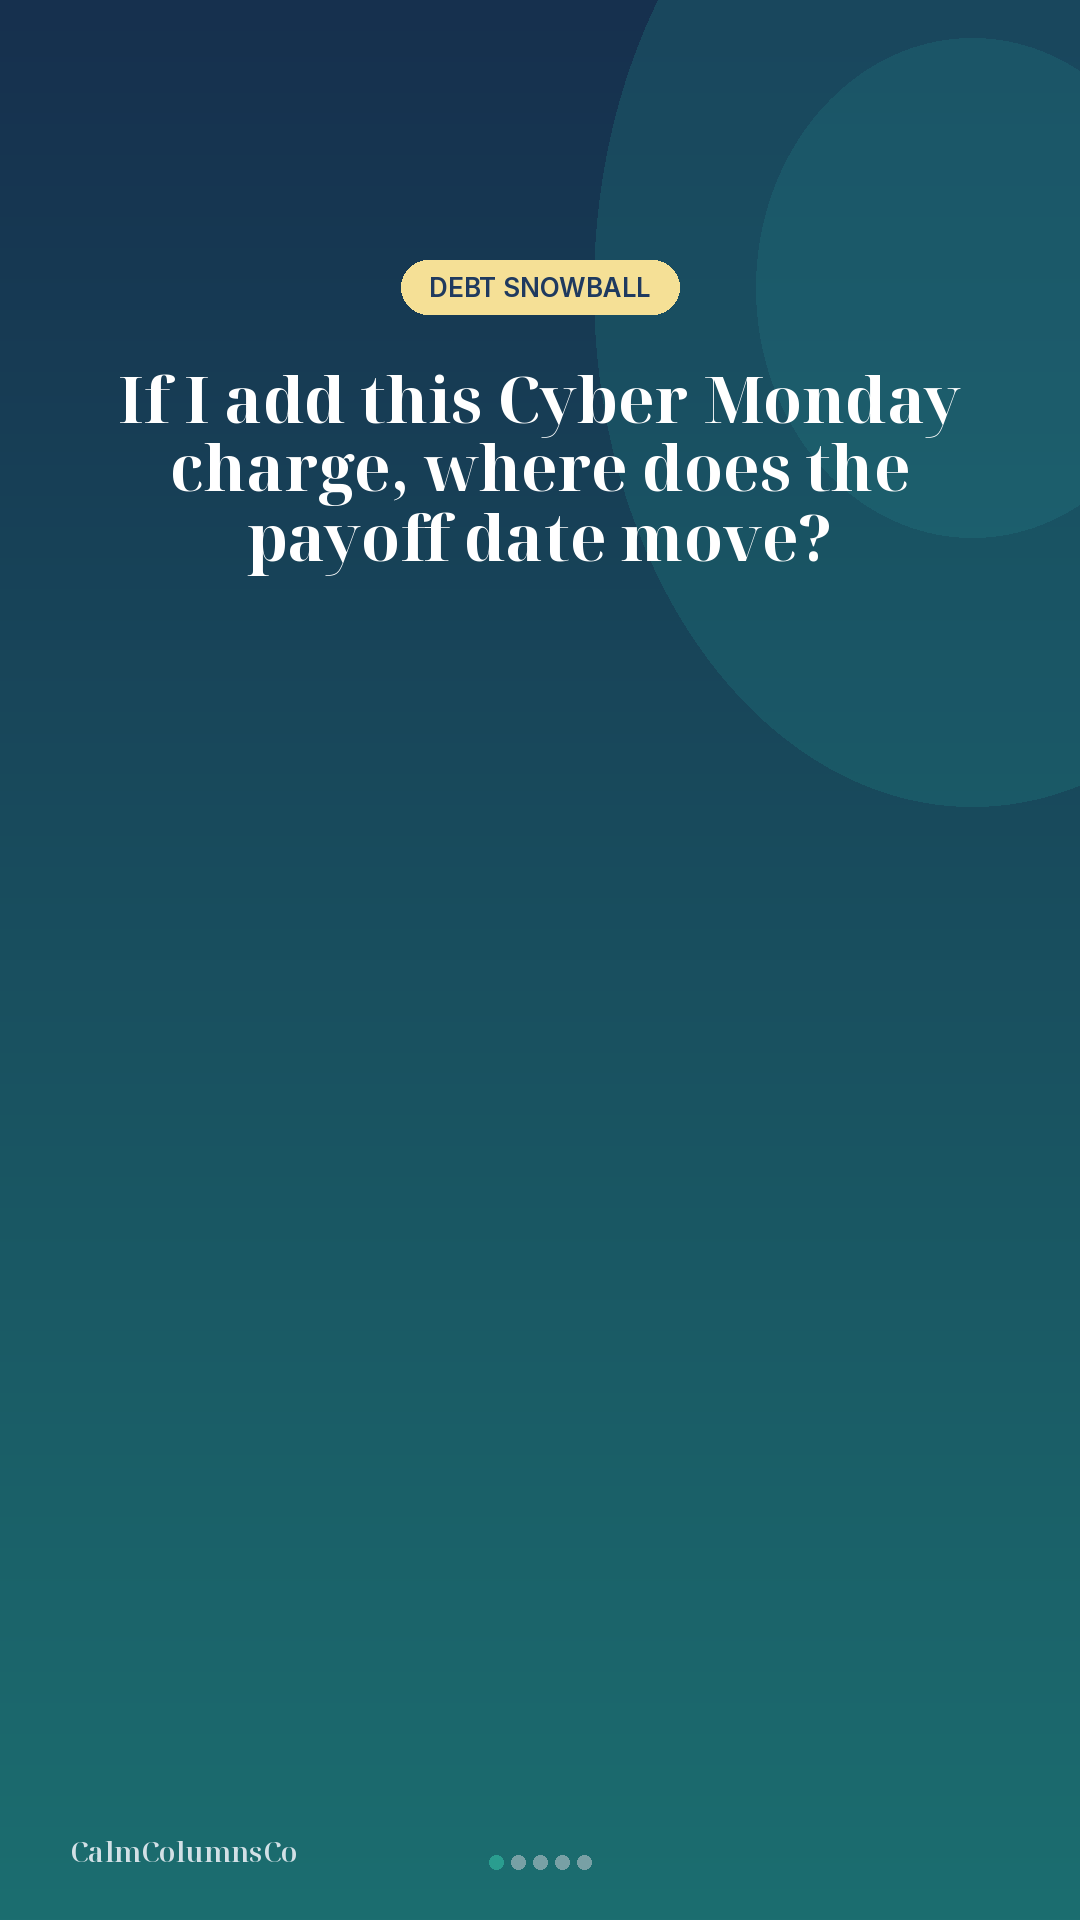 DEBT SNOWBALL
If I add this Cyber Monday
charge, where does the
payoff date move?
CalmColumnsCo